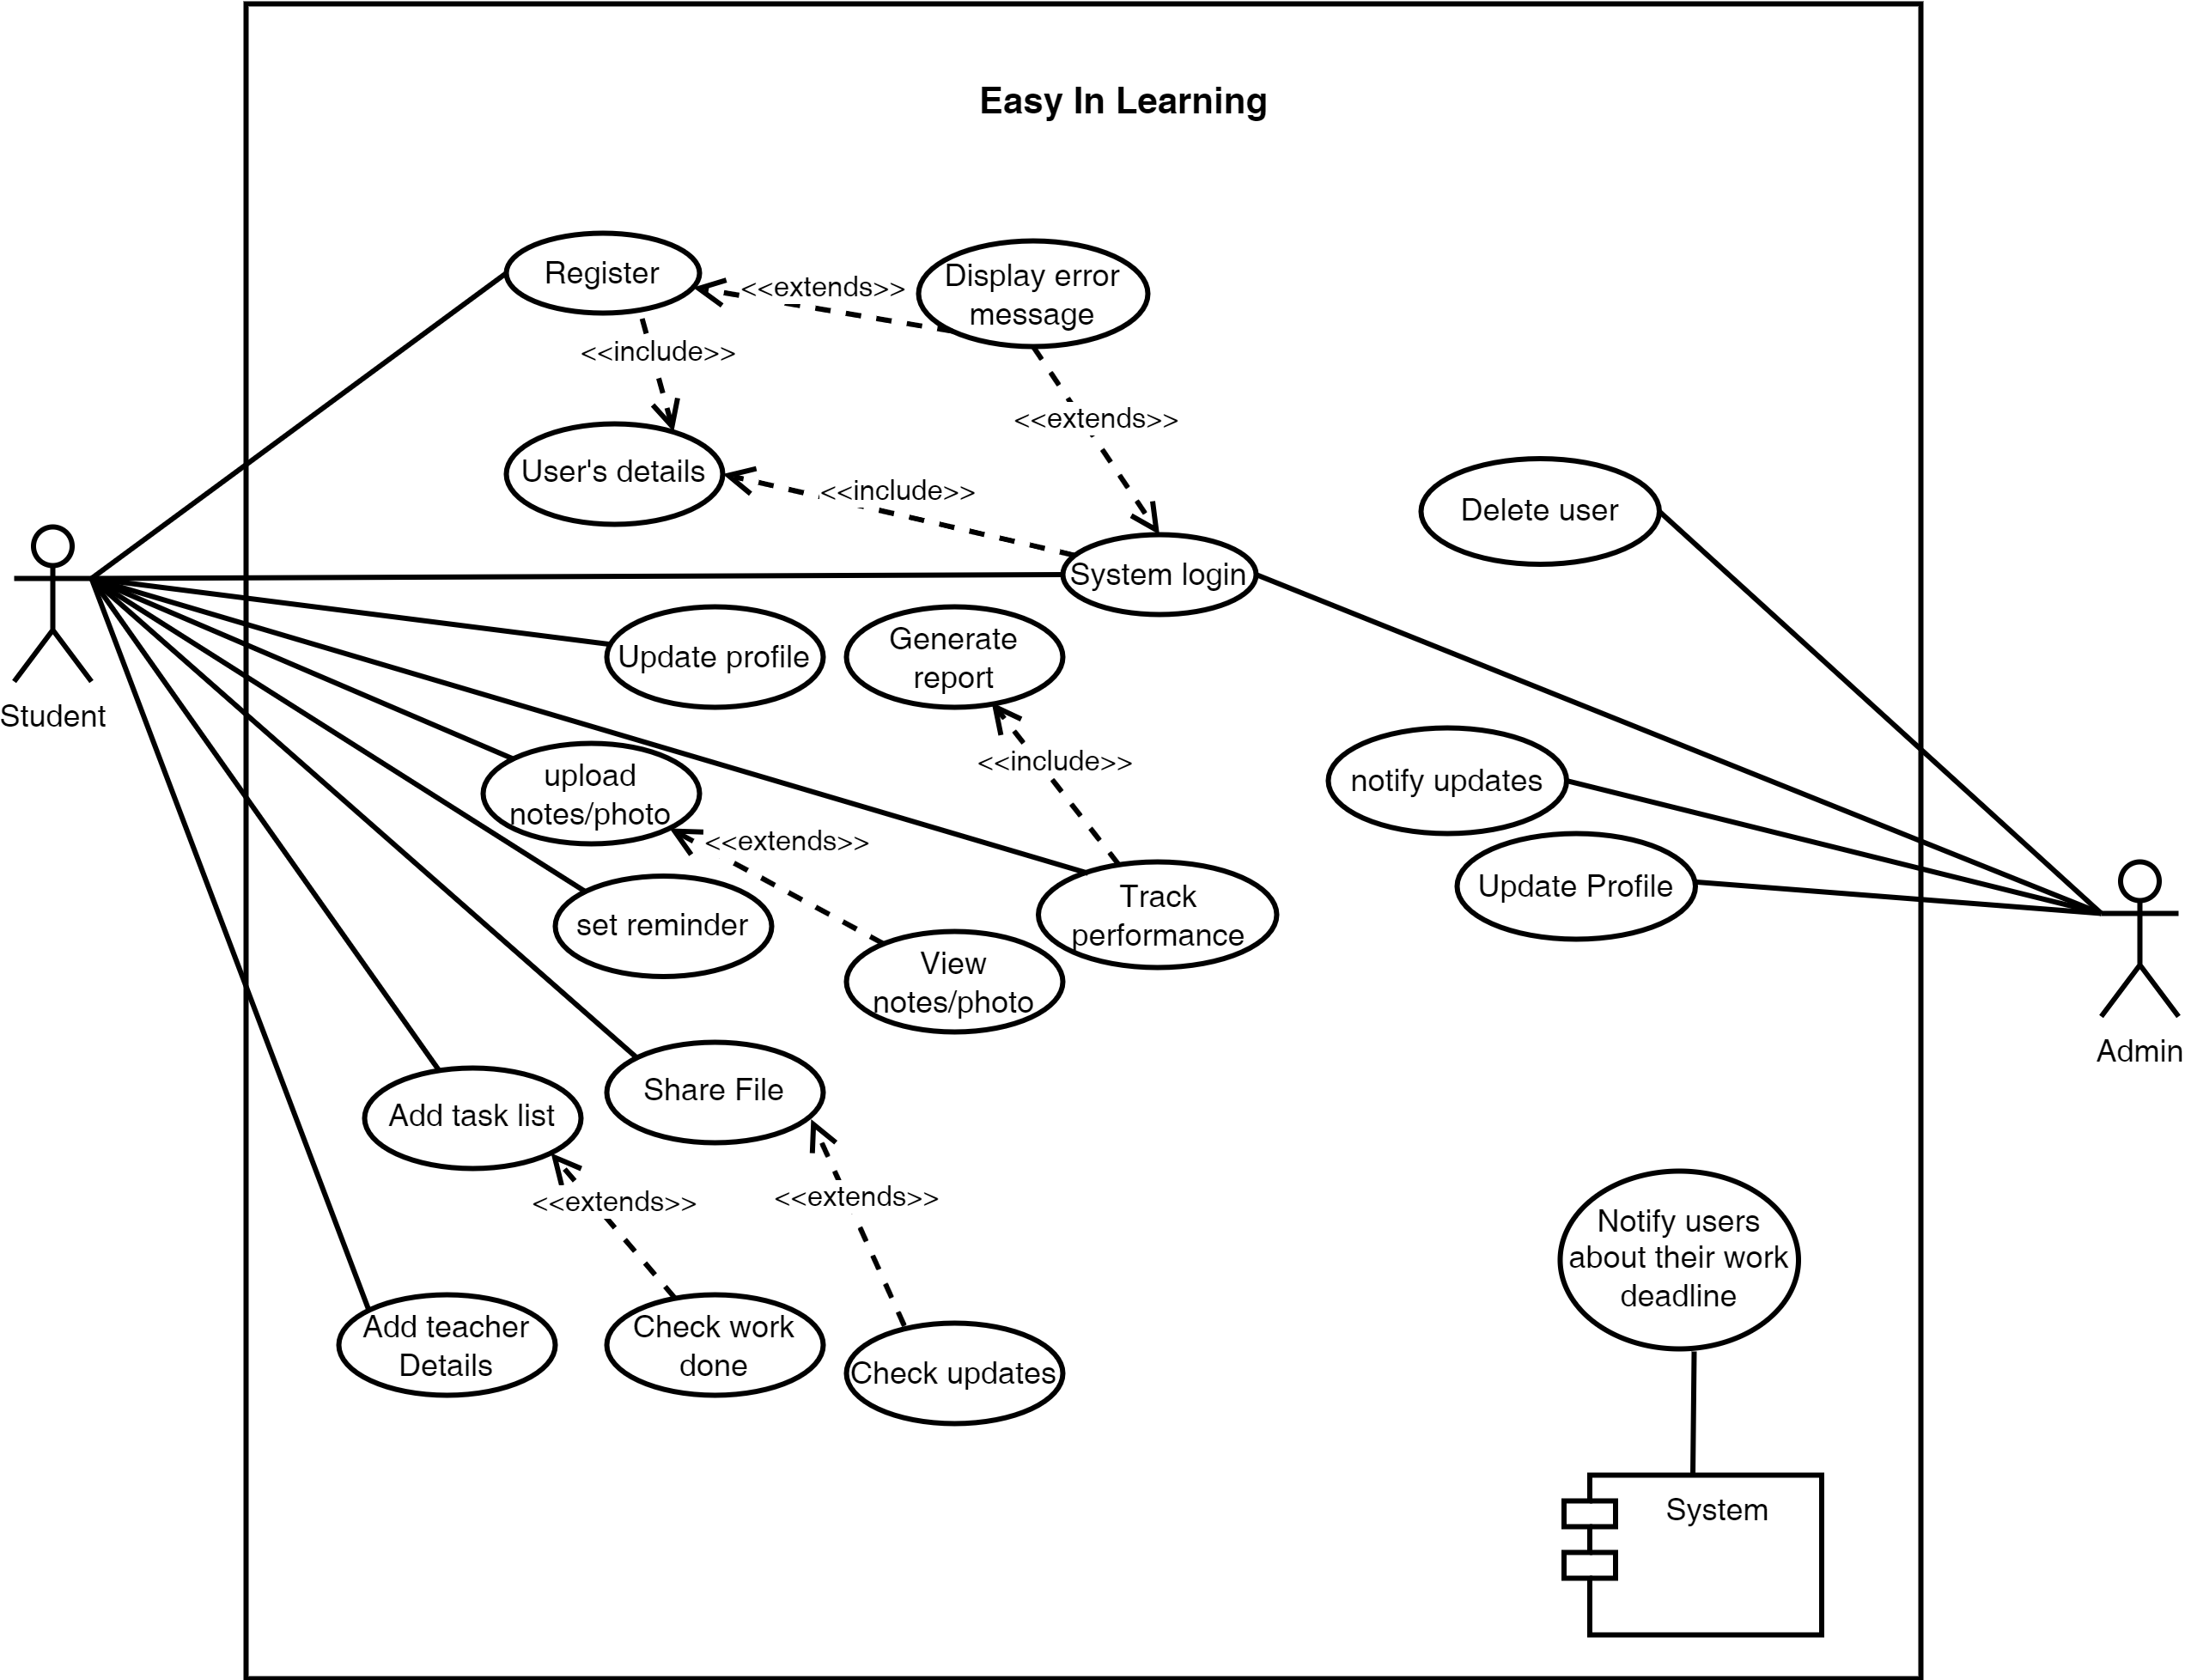 Easy In Learning
Register
<<extends>>
Display error
message
<<include>>
<<extends>>
User's details
<<include>>
Delete user
System login
Student
Update profile
Generate
report
<<include>>
notify updates
upload
notes/photo
<<extends>>
Update Profile
set reminder
Track
performance
View
notes/photo
Admin
Add task list
Share File
<<extends>>
<<extends>>
Notify users
about their work
deadline
Add teacher
Details
Check work
done
Check updates
System